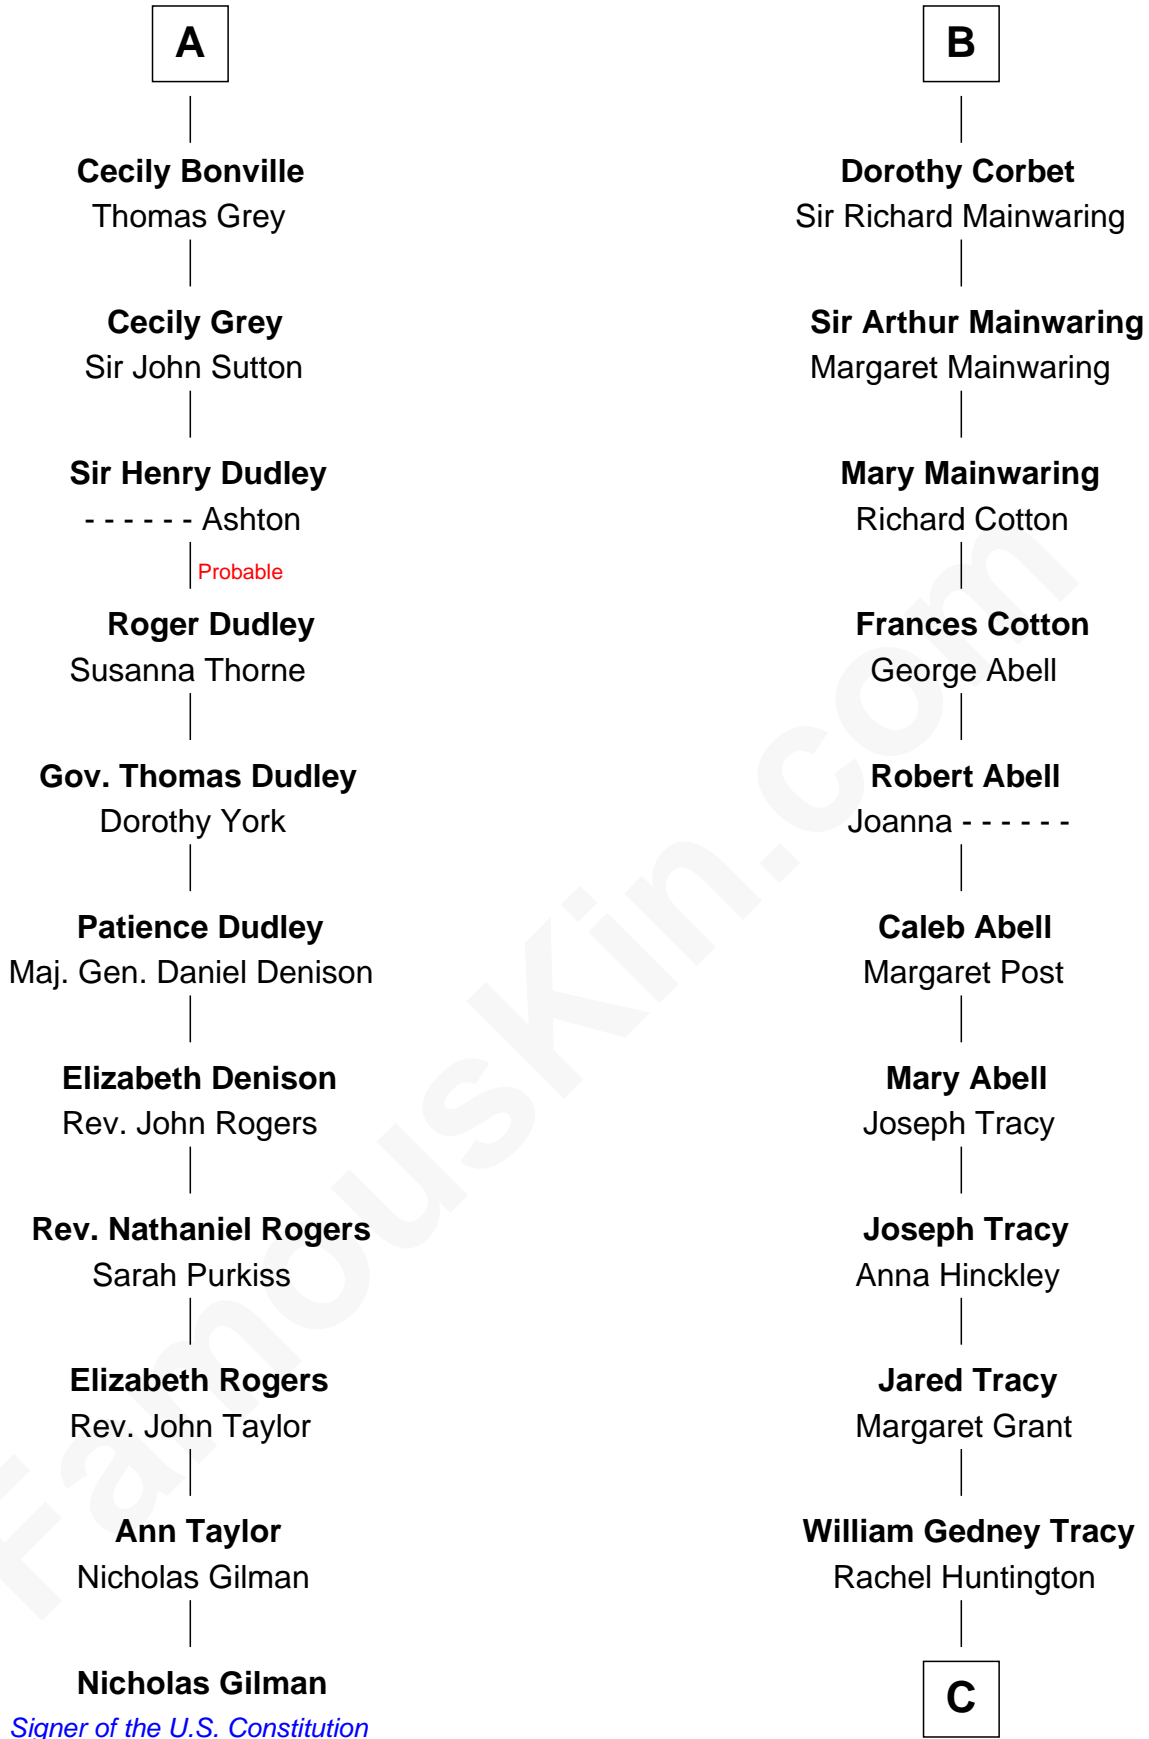 A
Cecily Bonville
Thomas Grey
Cecily Grey
Sir John Sutton
Sir Henry Dudley
- - - - - - Ashton
Probable
Roger Dudley
Susanna Thorne
Gov. Thomas Dudley
Dorothy York
Patience Dudley
Maj. Gen. Daniel Denison
Elizabeth Denison
Rev. John Rogers
Rev. Nathaniel Rogers
Sarah Purkiss
Elizabeth Rogers
Rev. John Taylor
Ann Taylor
Nicholas Gilman
Nicholas Gilman
Signer of the U.S. Constitution
B
Dorothy Corbet
Sir Richard Mainwaring
Sir Arthur Mainwaring
Margaret Mainwaring
Mary Mainwaring
Richard Cotton
Frances Cotton
George Abell
Robert Abell
Joanna - - - - - -
Caleb Abell
Margaret Post
Mary Abell
Joseph Tracy
Joseph Tracy
Anna Hinckley
Jared Tracy
Margaret Grant
William Gedney Tracy
Rachel Huntington
C
FamousKin.com